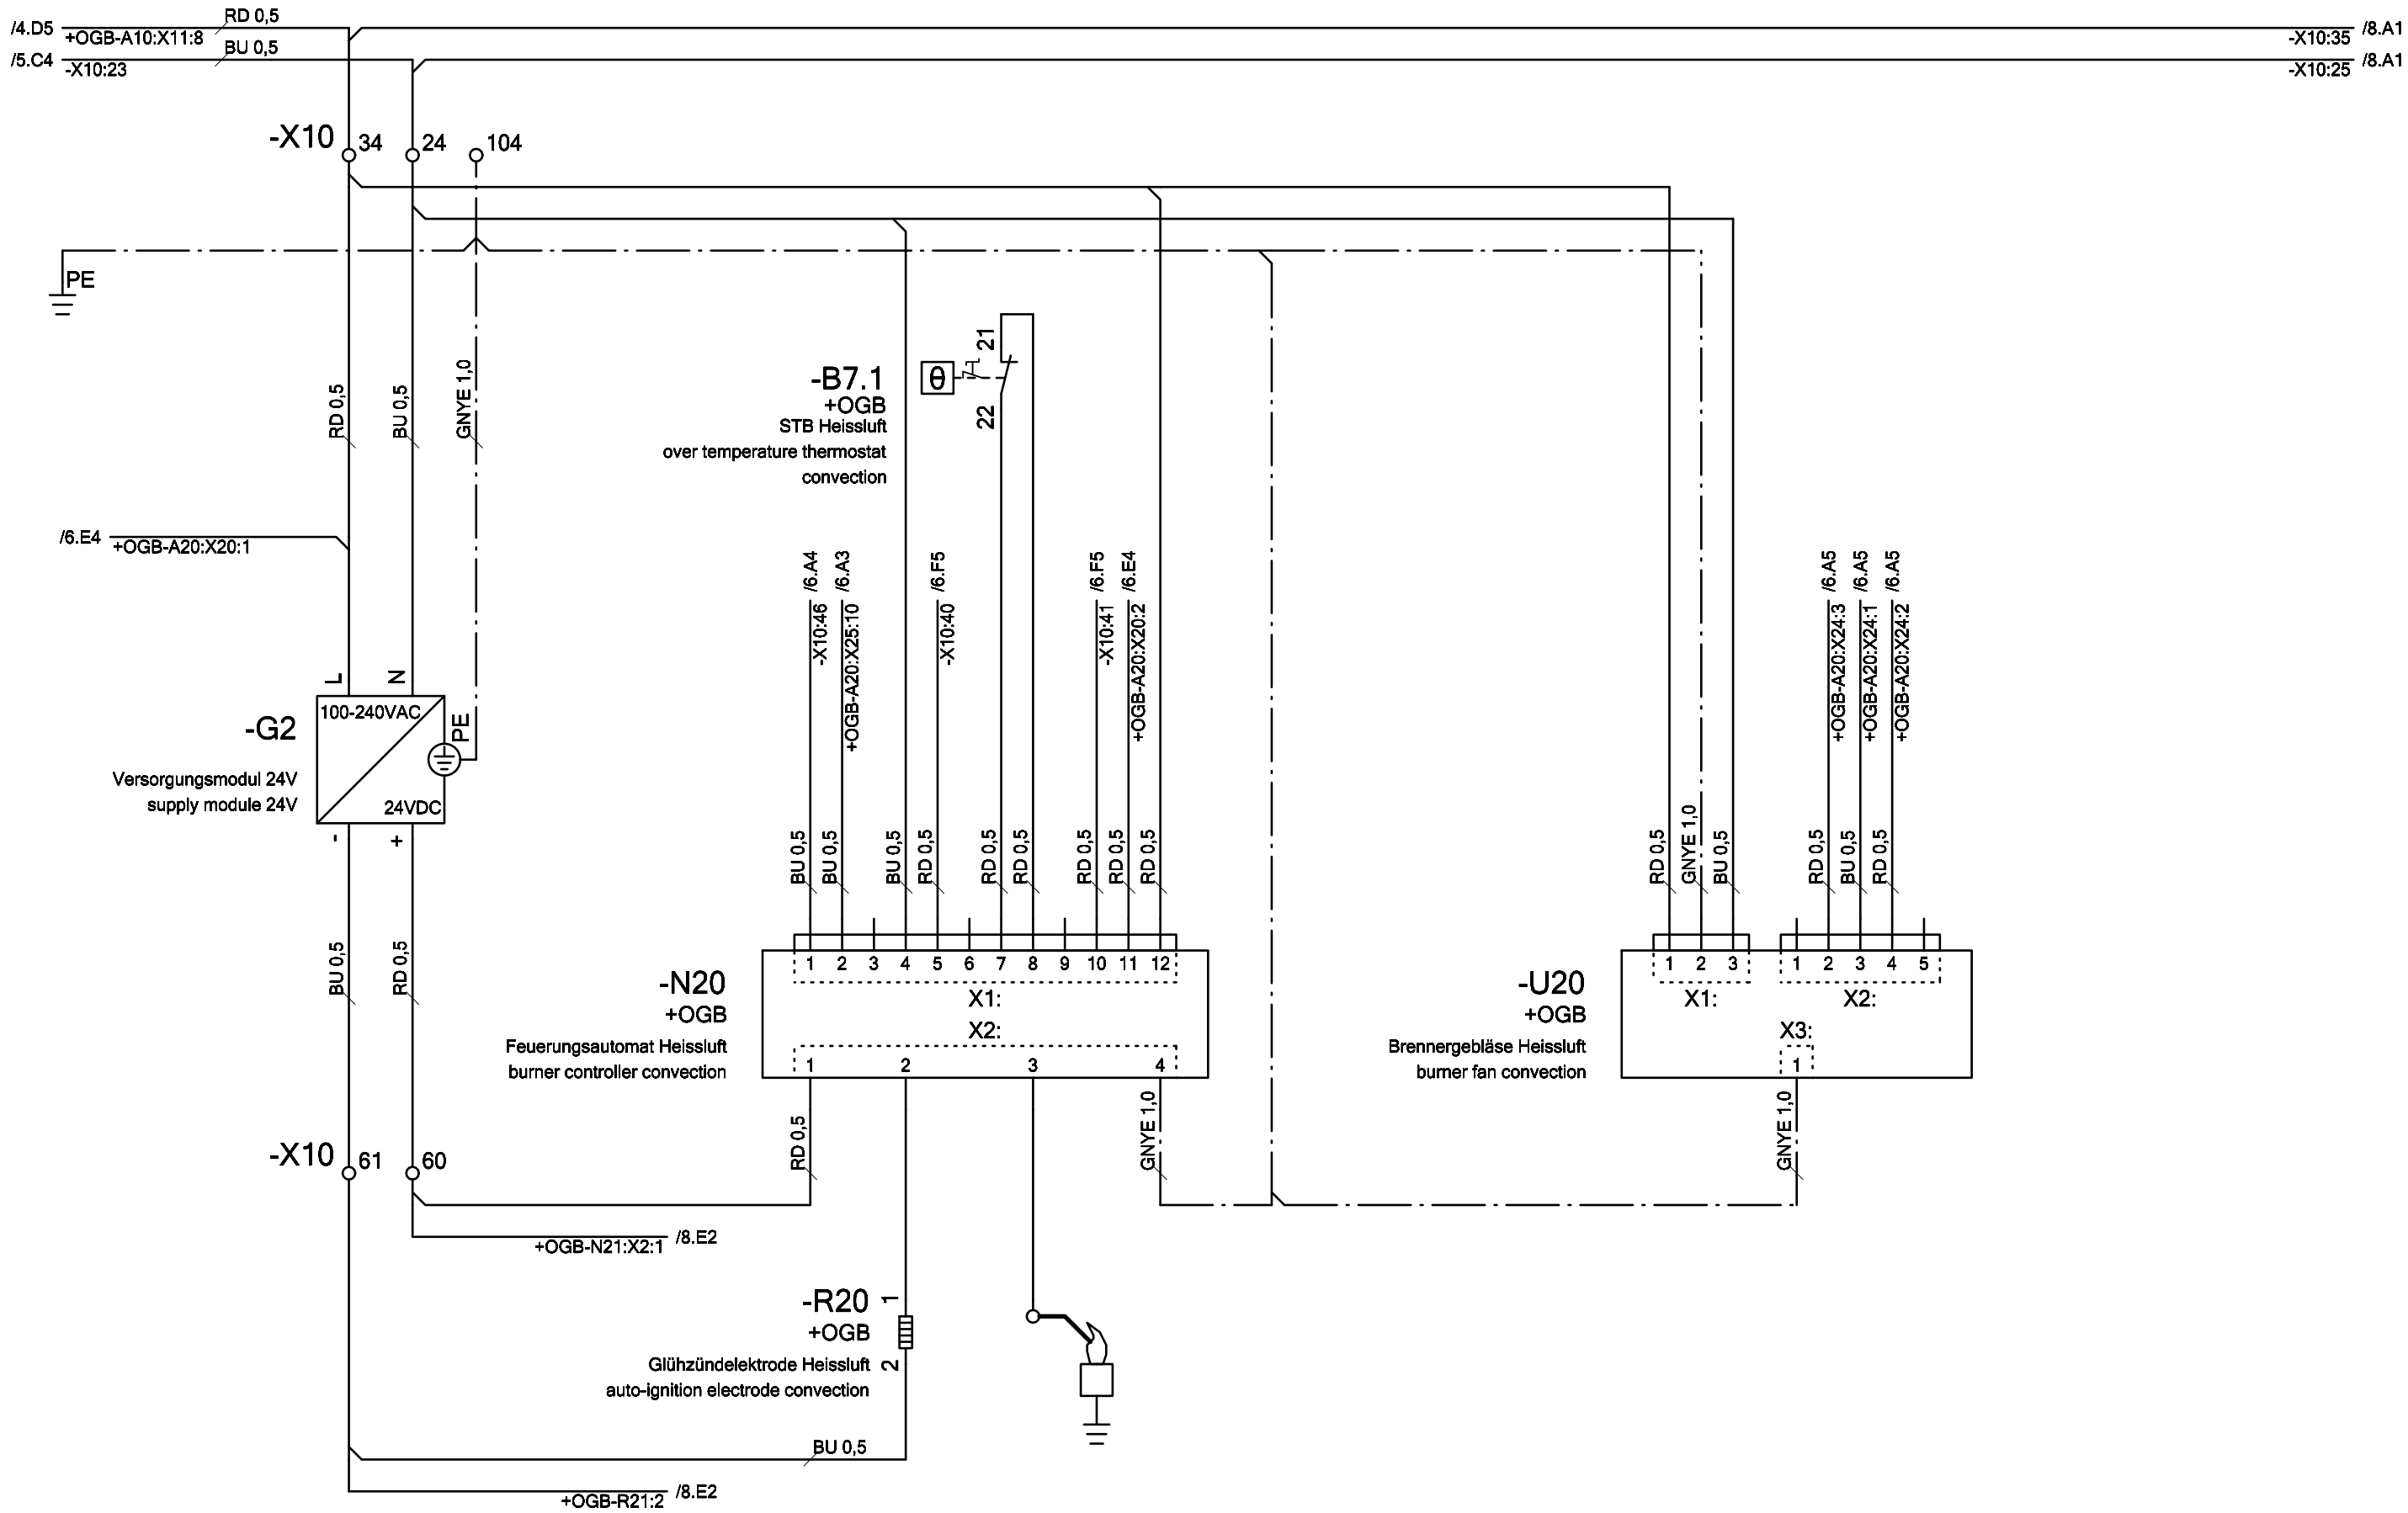 /4.D5 RD 0,5 /8.A1
+OGB-A10:X11:8 -X10:35
/5.C4 BU 0,5 /8.A1
-X10:23 -X10:25
-X10 34 24 104
PE
RD 0,5 BU 0,5 GNYE 1,0
-B7.1 θ 21 22
+OGB
STB Heissluft
over temperature thermostat
convection
/6.E4
+OGB-A20:X20:1
/6.A4 /6.A3 /6.F5 /6.F5 /6.E4 /6.A5 /6.A5 /6.A5
-X10:46 +OGB-A20:X25:10 -X10:40 -X10:41 +OGB-A20:X20:2 +OGB-A20:X24:3 +OGB-A20:X24:1 +OGB-A20:X24:2
L N
100-240VAC
-G2 PE
Versorgungsmodul 24V
supply module 24V
24VDC
- +
BU 0,5 BU 0,5 BU 0,5 RD 0,5 RD 0,5 RD 0,5 RD 0,5 RD 0,5 RD 0,5 RD 0,5 GNYE 1,0 BU 0,5 RD 0,5 BU 0,5 RD 0,5
BU 0,5 RD 0,5
1 2 3 4 5 6 7 8 9 10 11 12 1 2 3 1 2 3 4 5
-N20 X1: -U20 X1: X2:
+OGB X2: +OGB X3:
Feuerungsautomat Heissluft Brennergebläse Heissluft
burner controller convection burner fan convection
1 2 3 4 1
RD 0,5 GNYE 1,0 GNYE 1,0
-X10 61 60
+OGB-N21:X2:1 /8.E2
-R20 1
+OGB
Glühzündelektrode Heissluft 2
auto-ignition electrode convection
BU 0,5
+OGB-R21:2 /8.E2